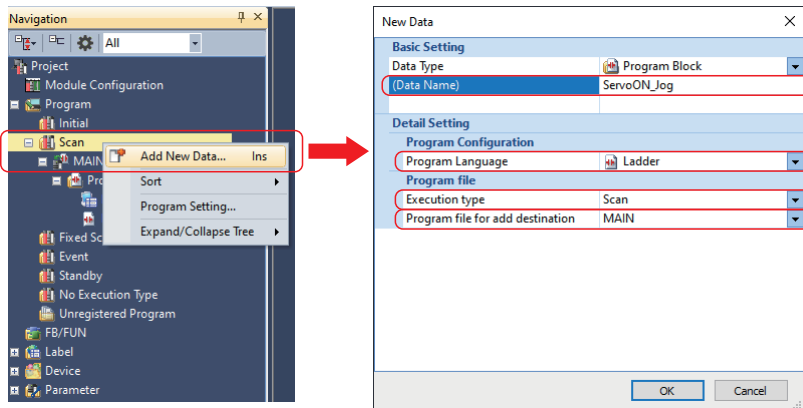 Navigation
All
Project
Module Configuration
Program
Initial
Scan
MAIN
Add New Data... Ins
Sort
Program Setting...
Expand/Collapse Tree
Event
Standby
No Execution Type
Unregistered Program
FB/FUN
Label
Device
Parameter
New Data
Basic Setting
Data Type Program Block
(Data Name) ServoON_Jog
Detail Setting
Program Configuration
Program Language Ladder
Program file
Execution type Scan
Program file for add destination MAIN
OK Cancel